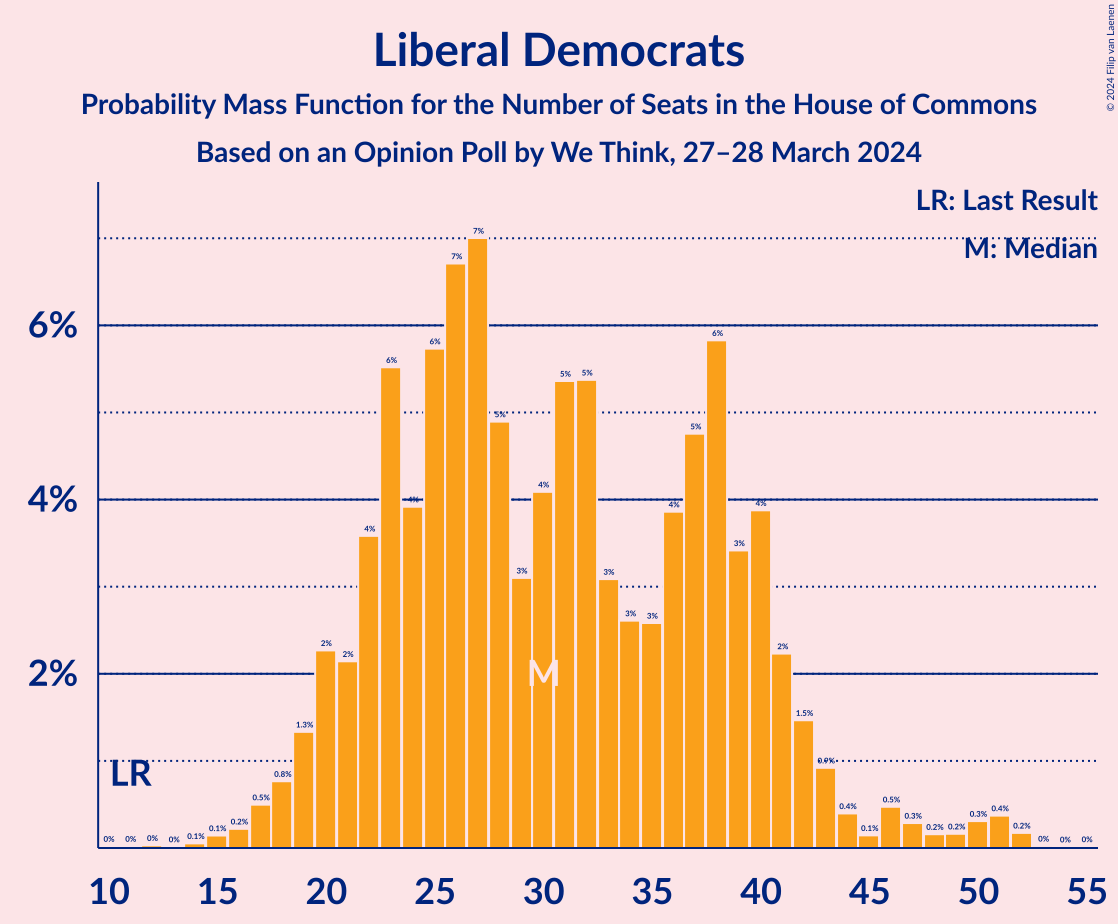 Liberal Democrats
Probability Mass Function for the Number of Seats in the House of Commons
Based on an Opinion Poll by We Think, 27–28 March 2024
© 2024 Filip van Laenen
LR: Last Result
M: Median
6%
4%
2%
0% 0% 0% 0% 0.1% 0.1% 0.2% 0.5% 0.8% 1.3% 2% 2% 4% 6% 4% 6% 7% 7% 5% 3% 4% 5% 5% 3% 3% 3% 4% 5% 6% 3% 4% 2% 1.5% 0.9% 0.4% 0.1% 0.5% 0.3% 0.2% 0.2% 0.3% 0.4% 0.2% 0% 0% 0%
LR
M
10 15 20 25 30 35 40 45 50 55